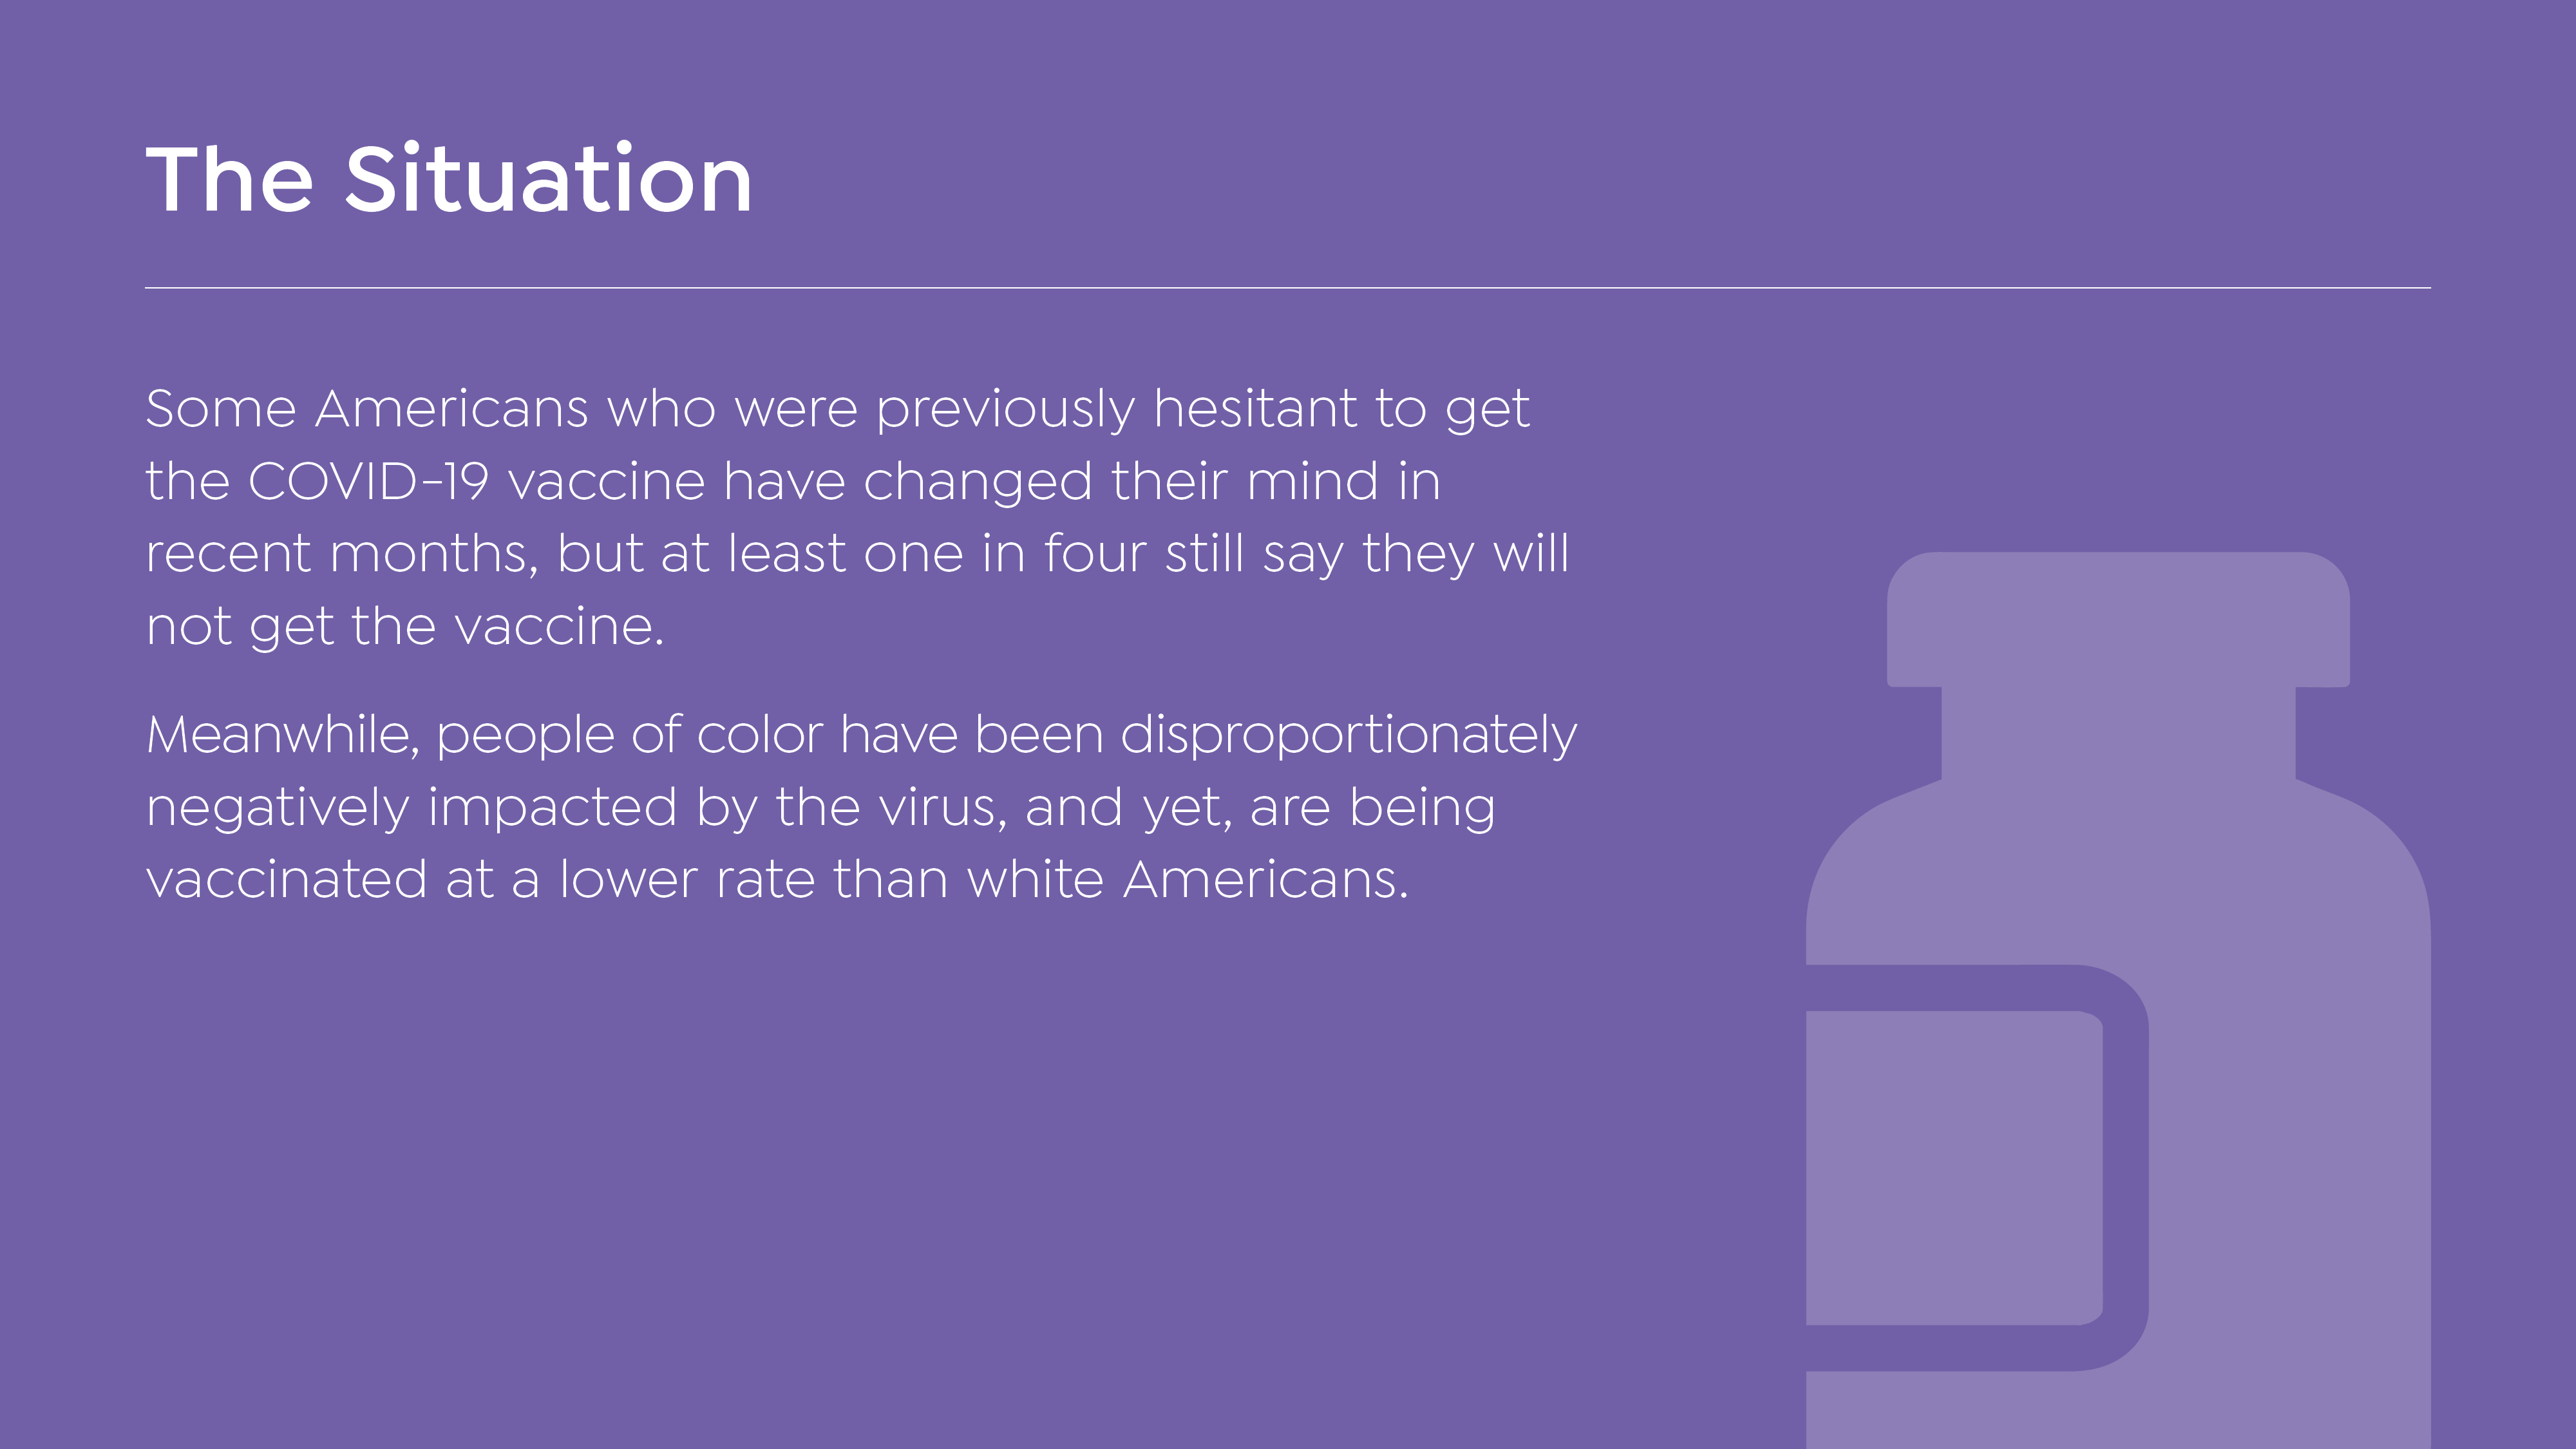 The Situation
Some Americans who were previously hesitant to get
the COVID-19 vaccine have changed their mind in
recent months, but at least one in four still say they will
not get the vaccine.
Meanwhile, people of color have been disproportionately
negatively impacted by the virus, and yet, are being
vaccinated at a lower rate than white Americans.